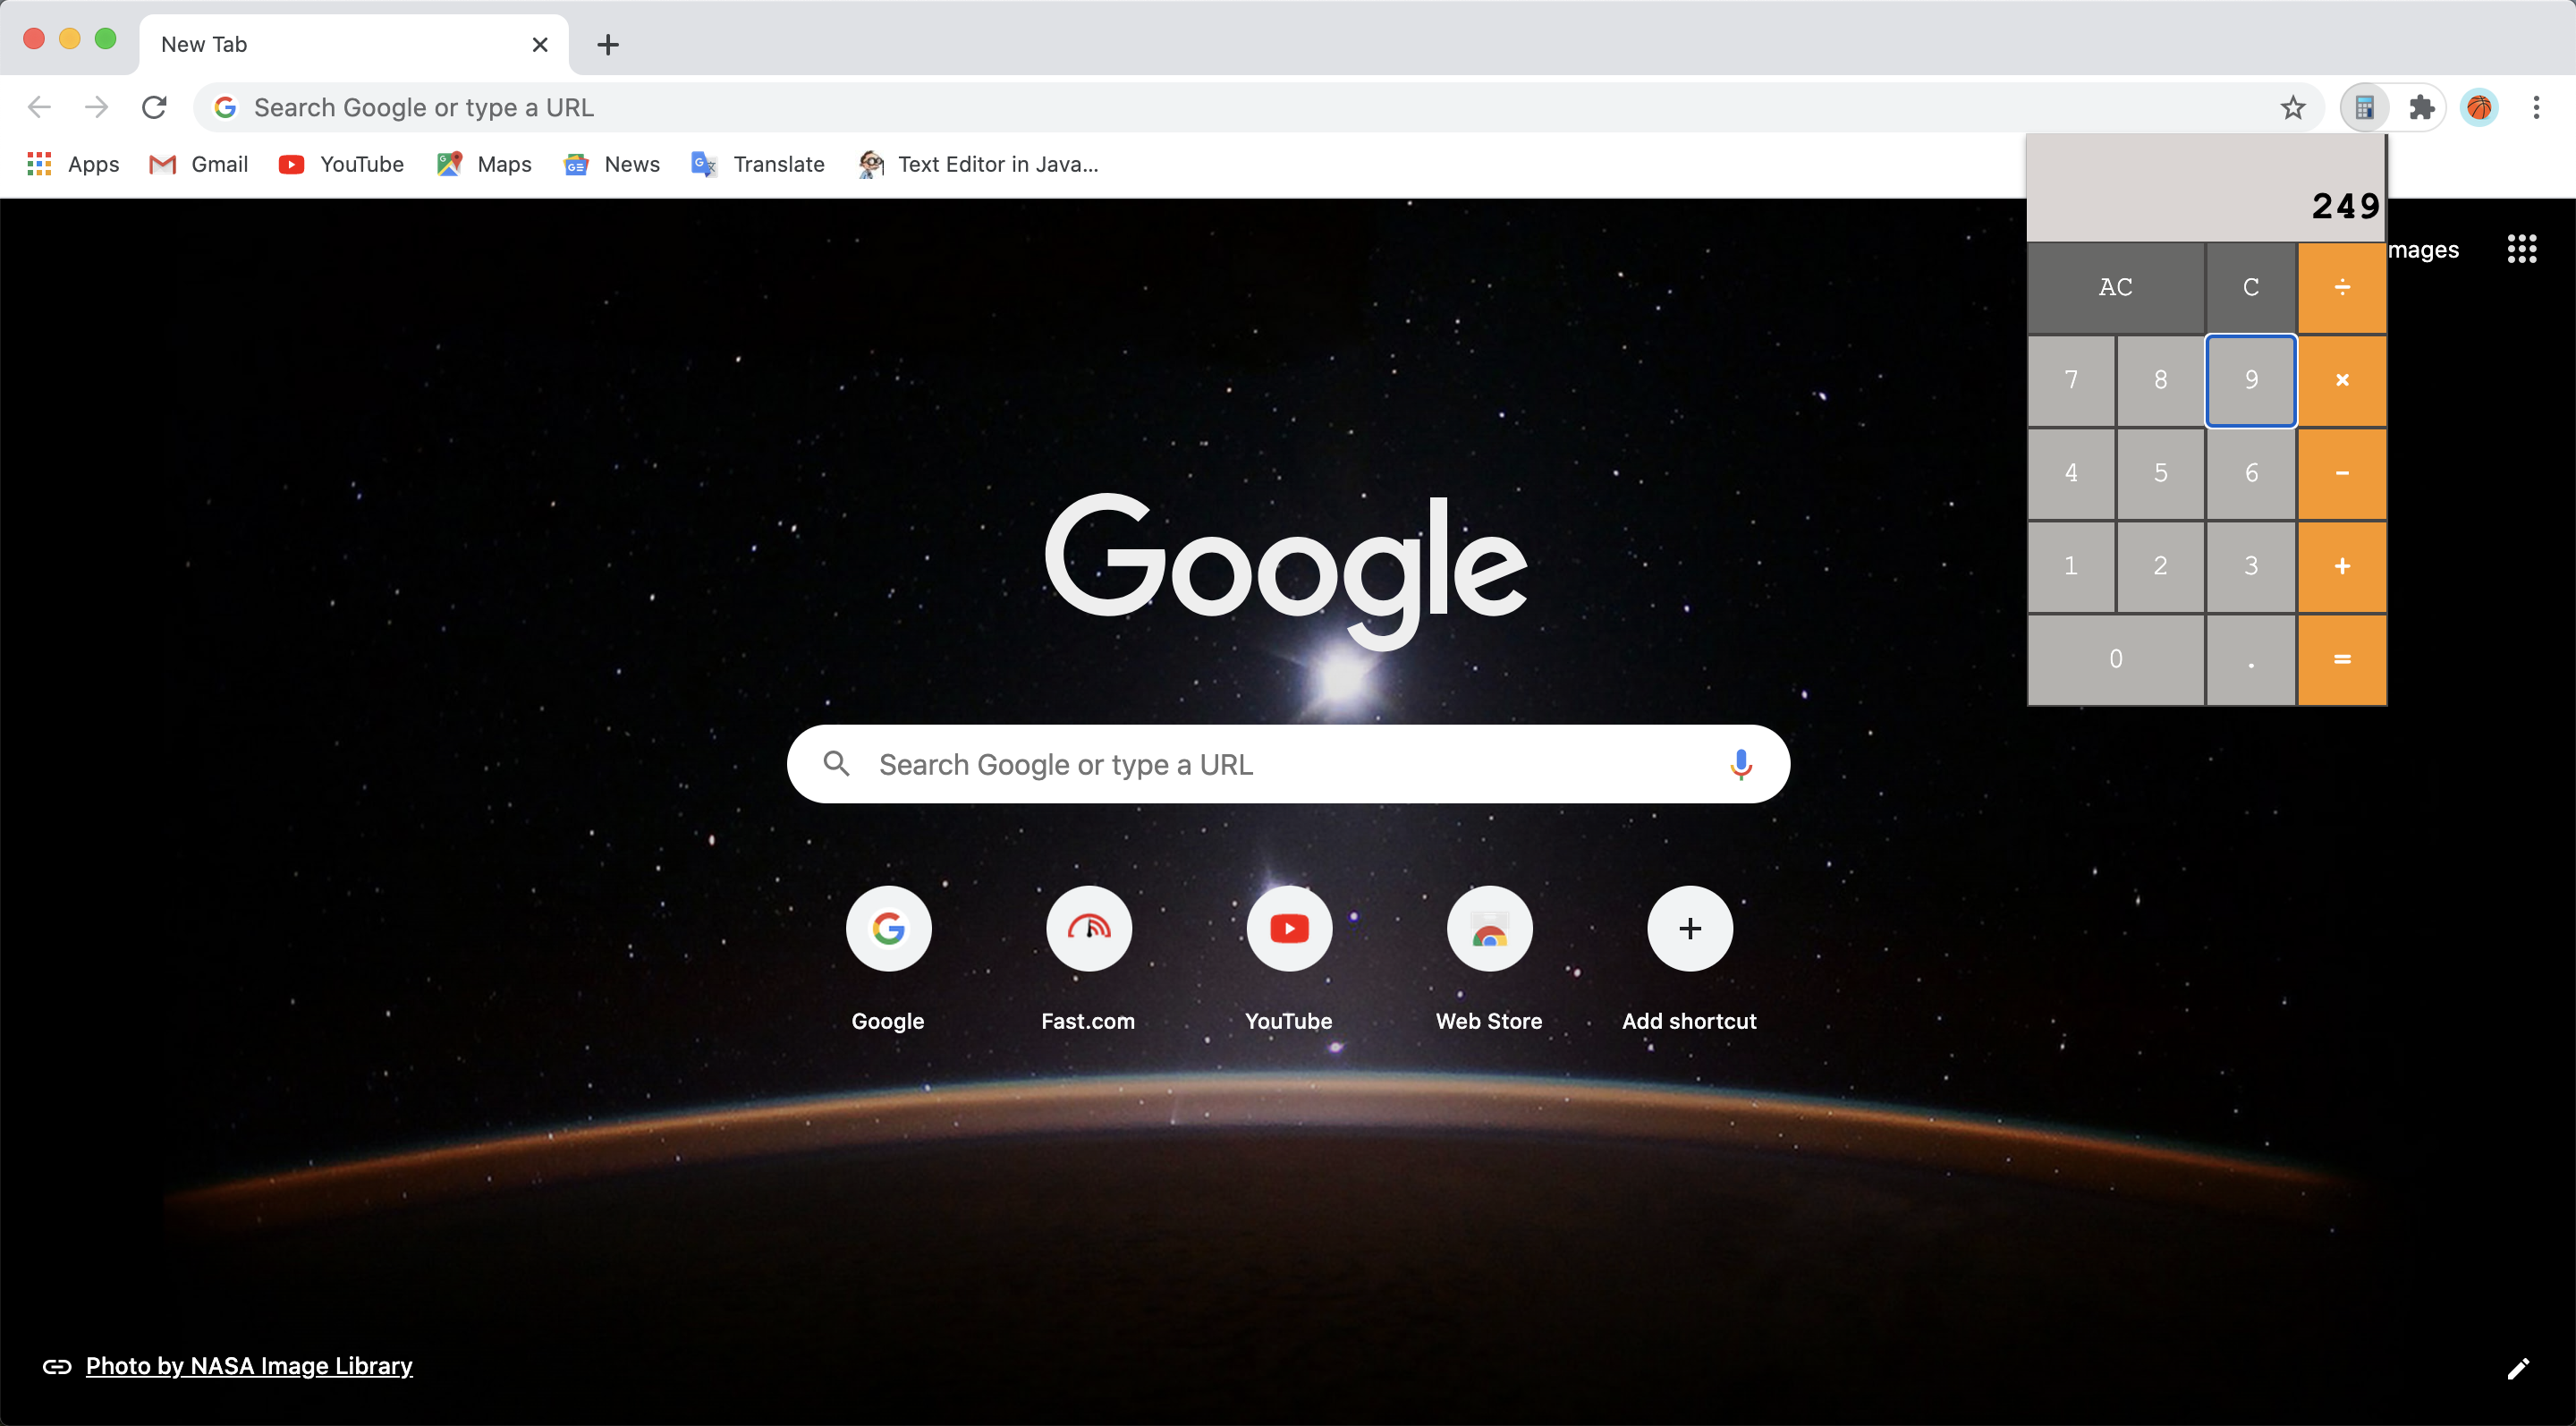 New Tab
Search Google or type a URL
Apps Gmail YouTube Maps News Translate Text Editor in Java...
249
mages
AC C ÷
7 8 9 ×
4 5 6 −
1 2 3 +
0 . =
Google
Search Google or type a URL
Google Fast.com YouTube Web Store Add shortcut
Photo by NASA Image Library